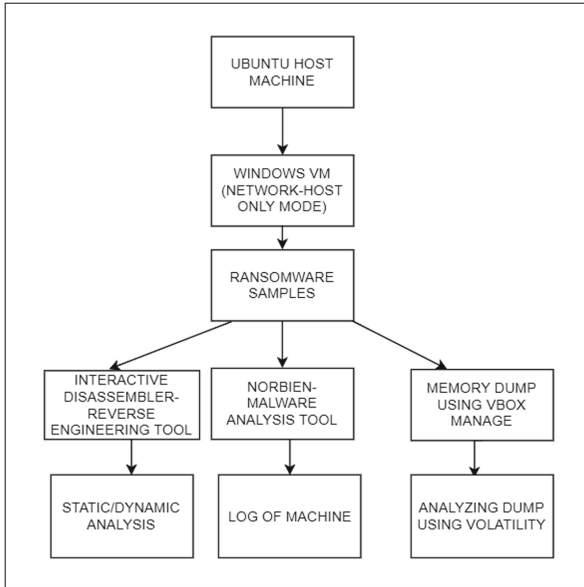 UBUNTU HOST
MACHINE
WINDOWS VM
(NETWORK-HOST
ONLY MODE)
RANSOMWARE
SAMPLES
INTERACTIVE
DISASSEMBLER-
REVERSE
ENGINEERING TOOL
NORBIEN-
MALWARE
ANALYSIS TOOL
MEMORY DUMP
USING VBOX
MANAGE
STATIC/DYNAMIC
ANALYSIS
LOG OF MACHINE
ANALYZING DUMP
USING VOLATILITY